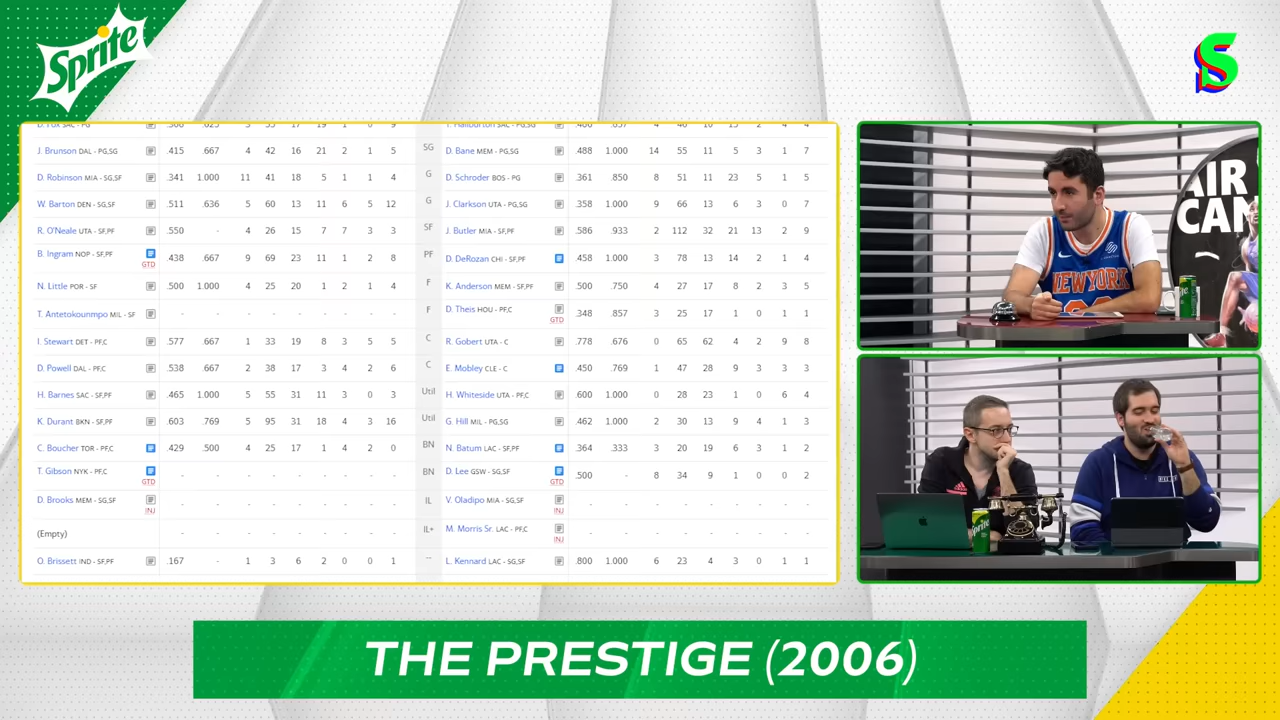 Sprite
S
J. Brunson DAL - PG,SG .415 .667 4 42 16 21 2 1 5 SG D. Bane MEM - PG,SG .488 1.000 14 55 11 5 3 1 7
D. Robinson MIA - SG,SF .341 1.000 11 41 18 5 1 1 4 G D. Schroder BOS - PG .361 .850 8 51 11 23 5 1 5
W. Barton DEN - SG,SF .511 .636 5 60 13 11 6 3 12 G J. Clarkson UTA - PG,SG .358 1.000 9 66 13 6 3 0 7
R. O'Neale UTA - SF,PF .550 - 4 26 15 7 7 SF J. Butler MIA - SF,PF .586 .933 2 112 32 21 13 2 9
B. Ingram NOP - SF,PF GTD .438 .667 9 69 23 11 1 2 8 PF D. DeRozan CHI - SF,PF .458 1.000 3 78 13 14 2 1 4
N. Little POR - SF .500 1.000 4 25 20 1 2 1 F K. Anderson MEM - SF,PF .500 .750 4 27 17 8 2 3 5
T. Antetokounmpo MIL - SF - - - - - - - - - F D. Theis HOU - PF,C GTD .348 .857 3 25 17 1 0 1 1
I. Stewart DET - PF,C .577 .667 1 33 19 8 3 5 5 C R. Gobert UTA - C .778 .676 0 65 62 4 2 9 8
D. Powell DAL - PF,C .538 .667 2 38 17 3 4 2 6 C E. Mobley CLE - C .450 .769 1 47 28 9 3 3 3
H. Barnes SAC - SF,PF .465 1.000 5 55 31 11 3 0 3 Util H. Whiteside UTA - PF,C .600 1.000 0 28 23 1 0 6 4
K. Durant BKN - SF,PF .603 .769 5 95 31 18 4 3 16 Util G. Hill MIL - PG,SG .462 1.000 2 30 13 9 4 1 3
C. Boucher TOR - PF,C .429 .500 4 25 12 1 4 2 0 BN N. Batum LAC - SF,PF .364 .333 3 20 19 6 3 1 2
T. Gibson NYK - PF,C GTD - - - - - - - - - BN D. Lee GSW - SG,SF GTD .500 - 8 34 9 1 0 0 2
D. Brooks MEM - SG,SF INJ - - - - - - - - - IL V. Oladipo MIA - SG,SF INJ - - - - - - - - -
(Empty) - - - - - - - - - IL+ M. Morris Sr. LAC - PF,C INJ - - - - - - - - -
O. Brissett IND - SF,PF .167 - 1 3 6 2 0 0 1 -- L. Kennard LAC - SG,SF .800 1.000 6 23 4 3 0 1 1
AIR
CAN
NEW YORK
Sprite
THE PRESTIGE (2006)